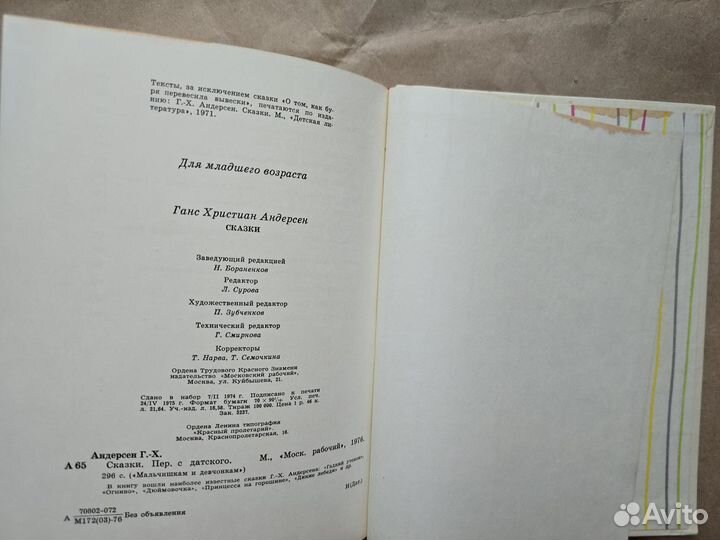 Тексты, за исключением сказки «О том, как бу-
ря перевесила вывески», печатаются по изда-
нию: Г.-Х. Андерсен. Сказки. М., «Детская ли-
тература», 1971.
Для младшего возраста
Ганс Христиан Андерсен
СКАЗКИ
Заведующий редакцией
Н. Бораненков
Редактор
Л. Сурова
Художественный редактор
П. Зубченков
Технический редактор
Г. Смирнова
Корректоры
Т. Нарва, Т. Семочкина
Ордена Трудового Красного Знамени
издательство «Московский рабочий»,
Москва, ул. Куйбышева, 21.
Сдано в набор 7/II 1974 г. Подписано к печати
24/IV 1975 г. Формат бумаги 70 × 90 1/16. Усл. печ.
л. 21,64. Уч.-изд. л. 16,58. Тираж 100 000. Цена 1 р. 46 к.
Зак. 3237.
Ордена Ленина типография
«Красный пролетарий».
Москва, Краснопролетарская, 16.
Андерсен Г.-Х.
А 65 Сказки. Пер. с датского. М., «Моск. рабочий», 1976.
296 с. («Мальчишкам и девчонкам»)
В книгу вошли наиболее известные сказки Г.-Х. Андерсена: «Гадкий утенок»,
«Огниво», «Дюймовочка», «Принцесса на горошине», «Дикие лебеди» и др.
И(Дат.)
А 70802-072
М172(03)-76 Без объявления
Avito